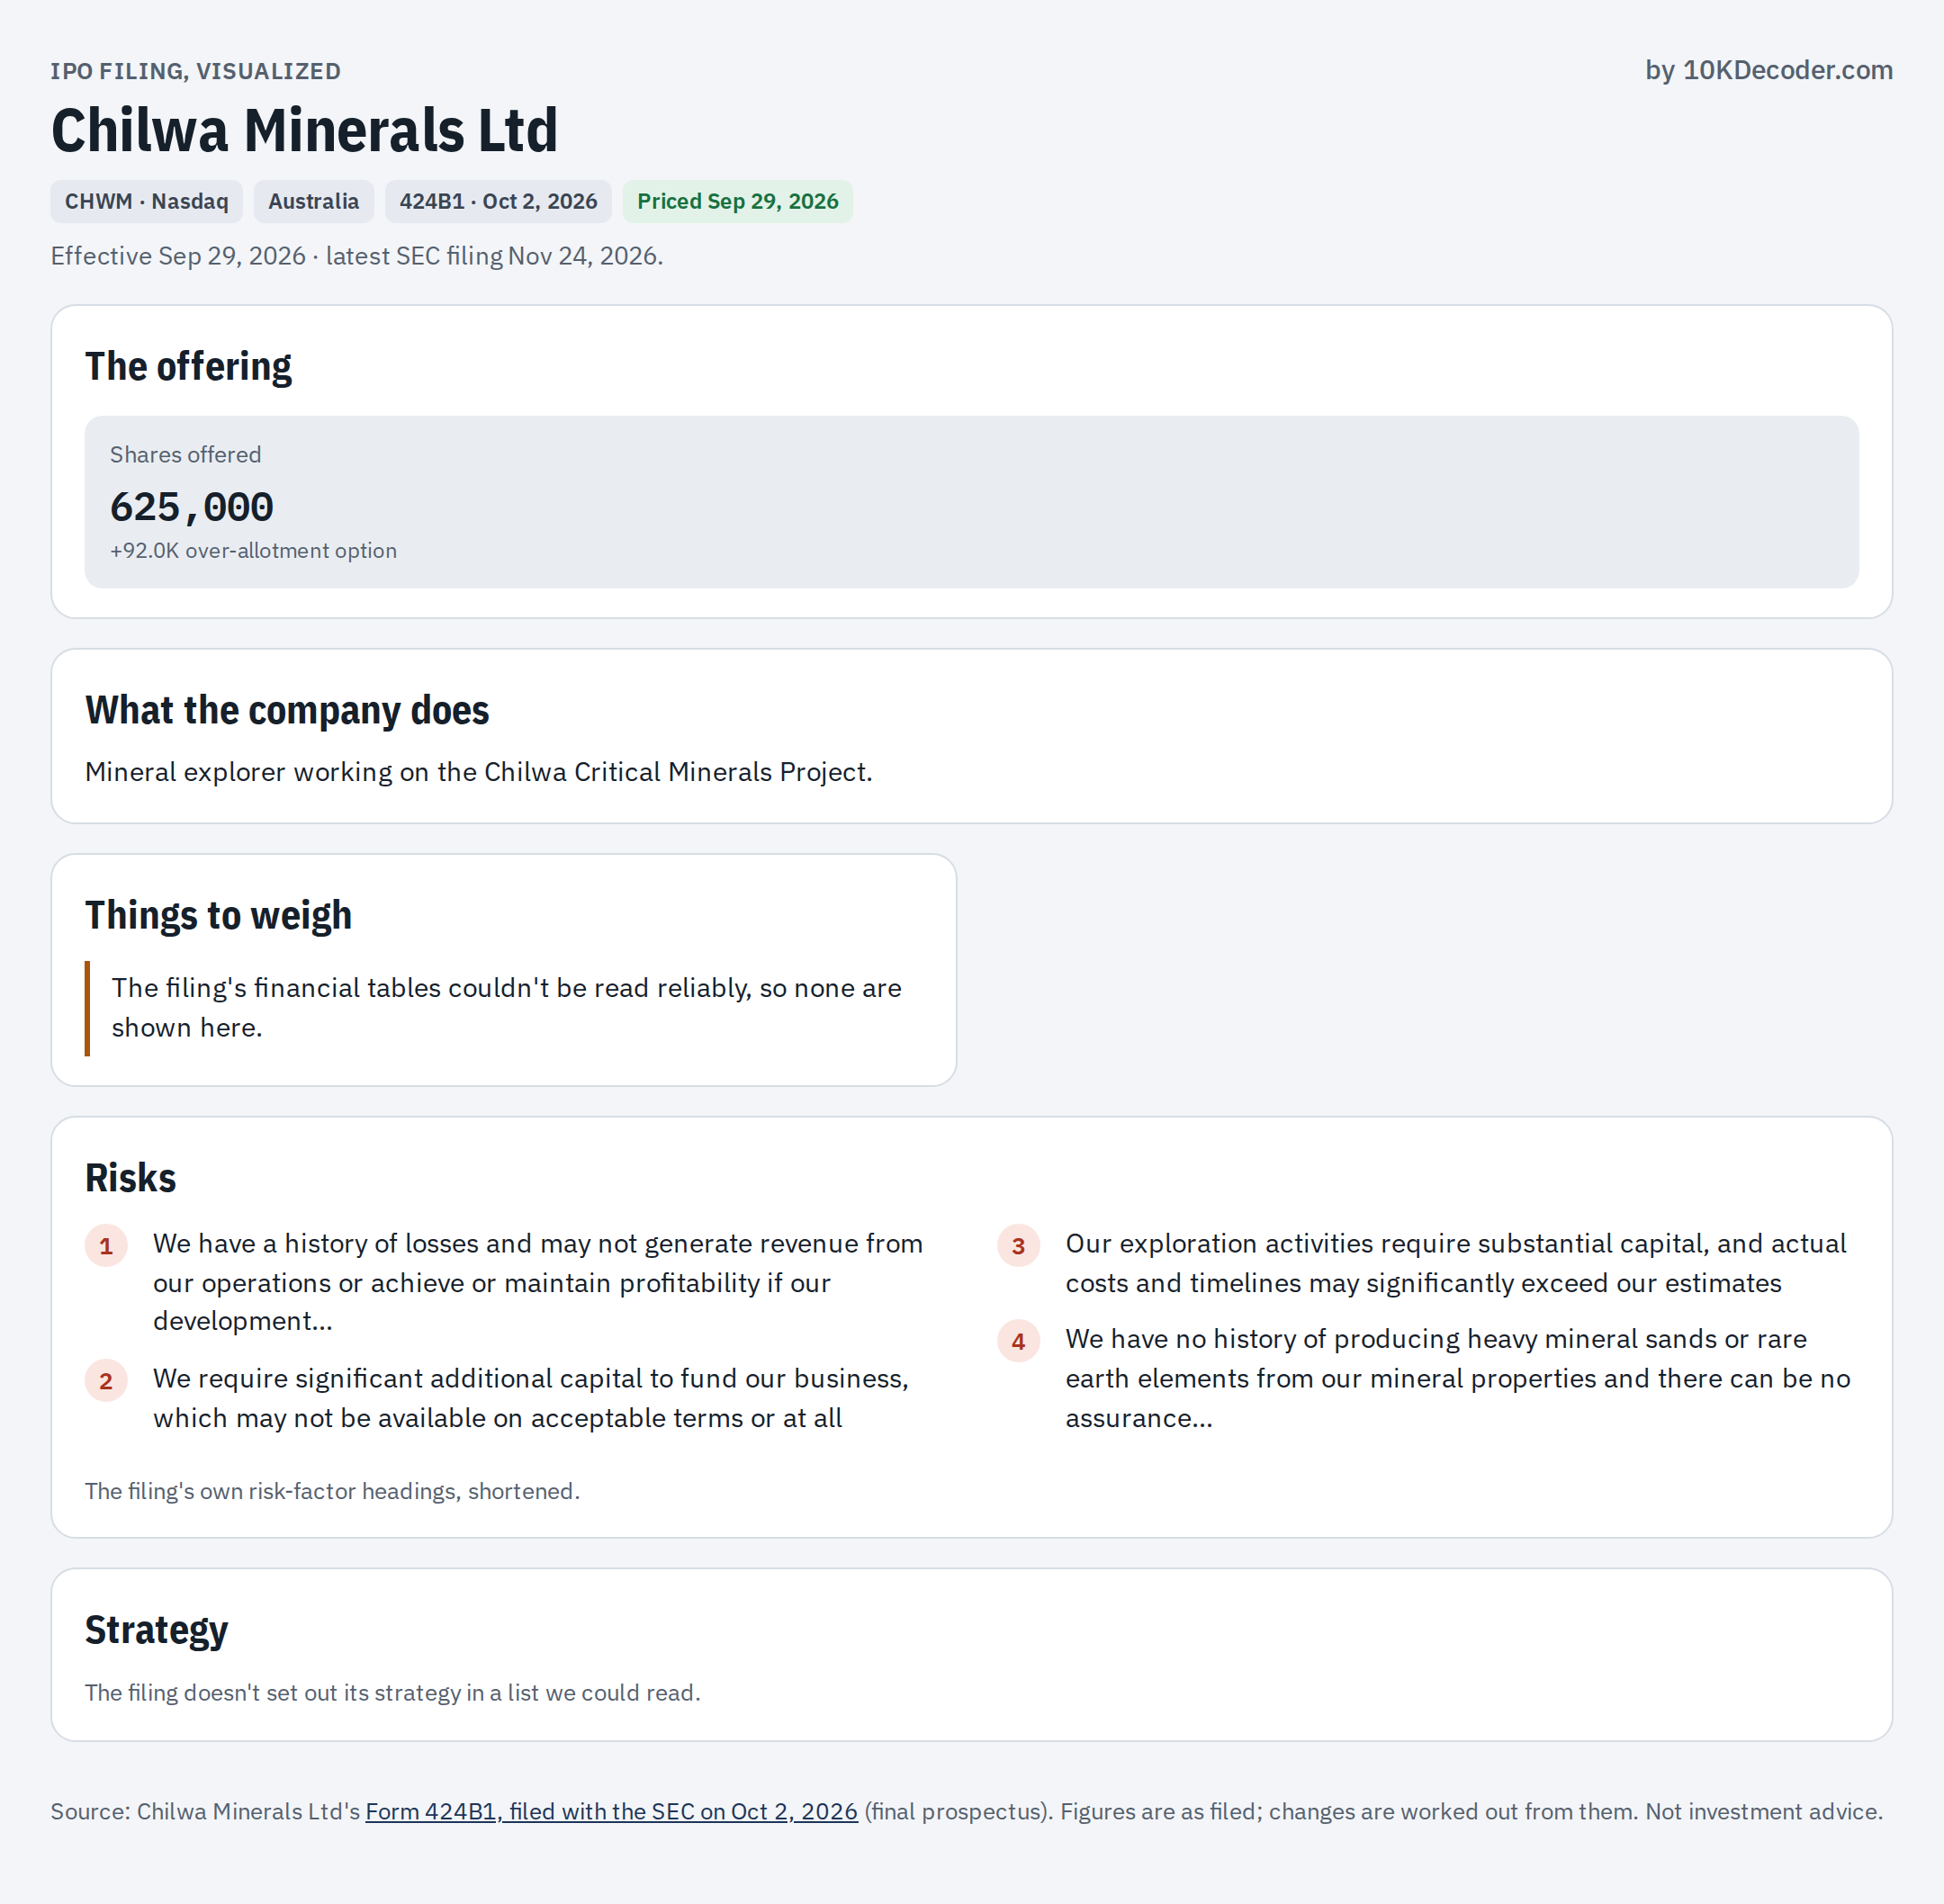 IPO FILING, VISUALIZED
by 10KDecoder.com
Chilwa Minerals Ltd
CHWM · Nasdaq
Australia
424B1 · Oct 2, 2026
Priced Sep 29, 2026
Effective Sep 29, 2026 · latest SEC filing Nov 24, 2026.
The offering
Shares offered
625,000
+92.0K over-allotment option
What the company does
Mineral explorer working on the Chilwa Critical Minerals Project.
Things to weigh
The filing's financial tables couldn't be read reliably, so none are
shown here.
Risks
1
We have a history of losses and may not generate revenue from
our operations or achieve or maintain profitability if our
development...
2
We require significant additional capital to fund our business,
which may not be available on acceptable terms or at all
3
Our exploration activities require substantial capital, and actual
costs and timelines may significantly exceed our estimates
4
We have no history of producing heavy mineral sands or rare
earth elements from our mineral properties and there can be no
assurance...
The filing's own risk-factor headings, shortened.
Strategy
The filing doesn't set out its strategy in a list we could read.
Source: Chilwa Minerals Ltd's Form 424B1, filed with the SEC on Oct 2, 2026 (final prospectus). Figures are as filed; changes are worked out from them. Not investment advice.